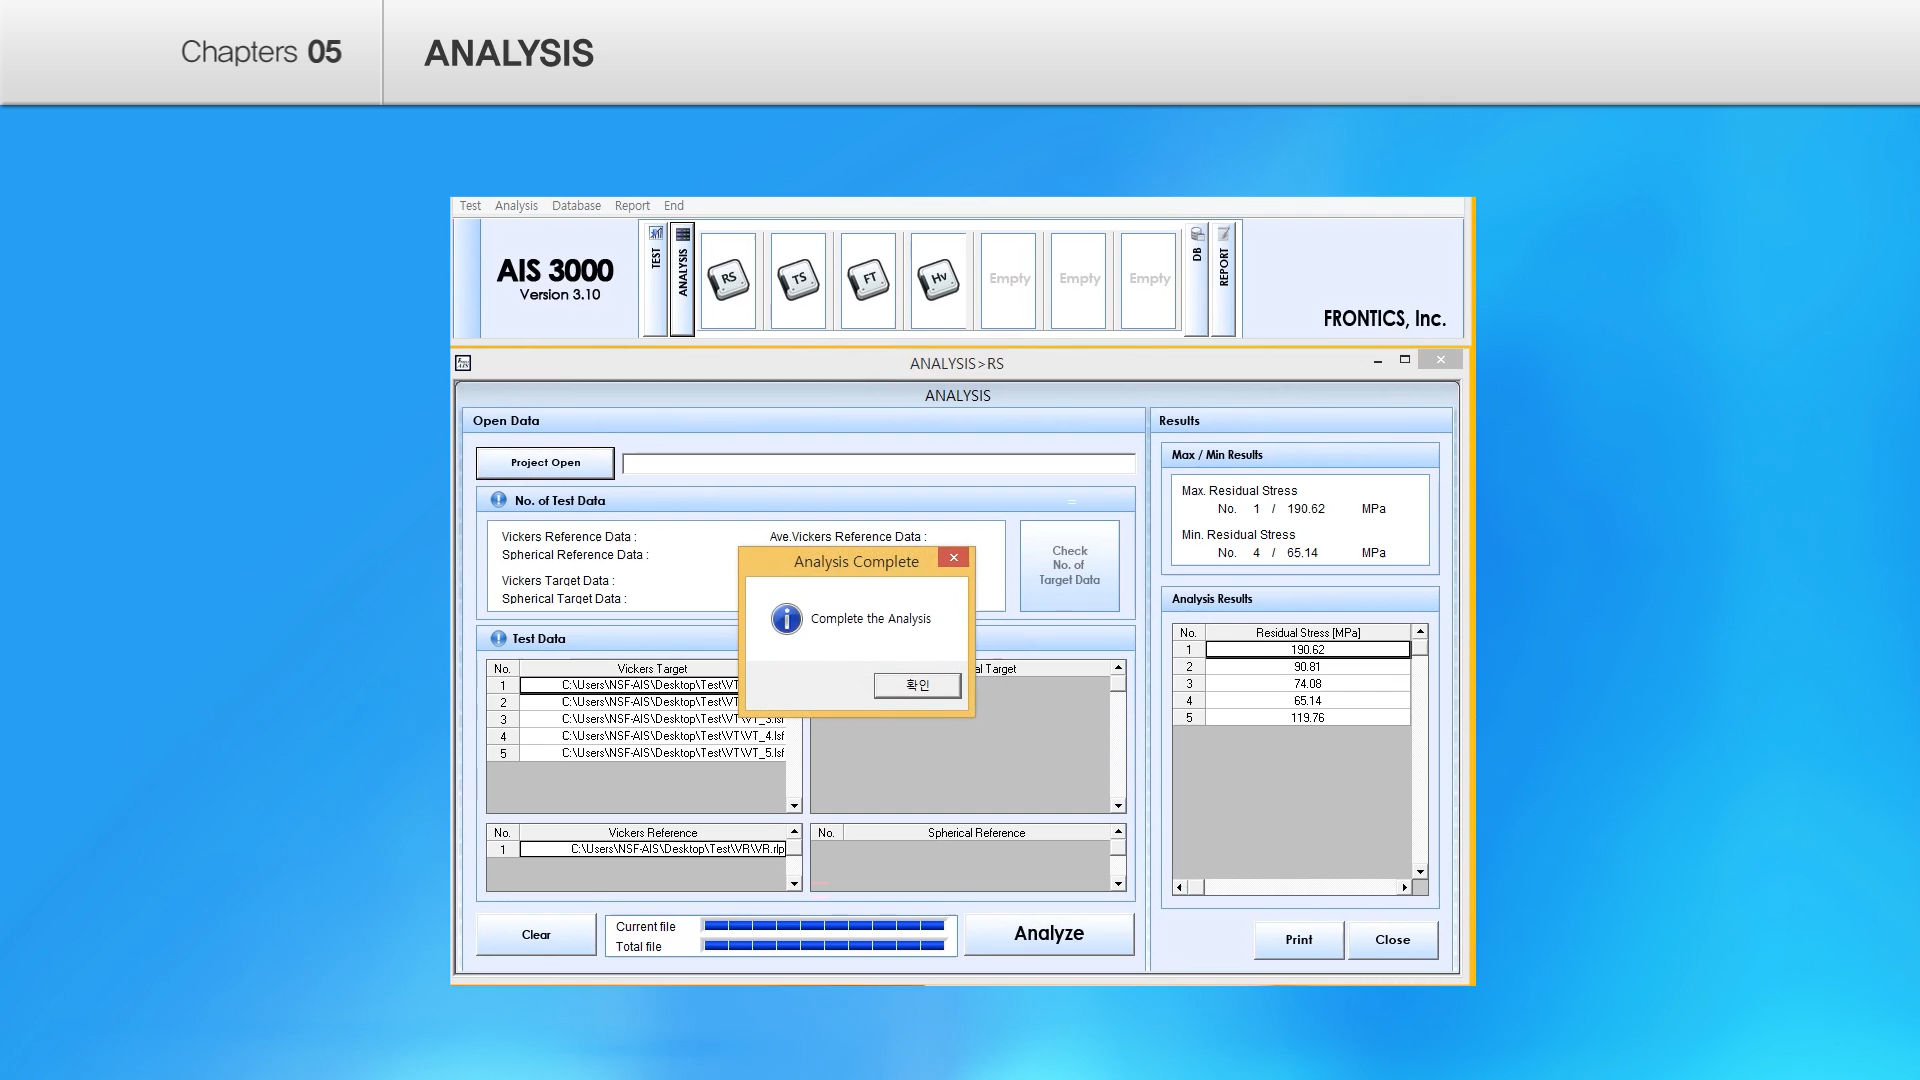 Chapters 05
ANALYSIS
Test Analysis Database Report End
AIS 3000
Version 3.10
TEST
ANALYSIS
RS
TS
FT
Hv
Empty
Empty
Empty
DB
REPORT
FRONTICS, Inc.
ANALYSIS>RS
ANALYSIS
Open Data
Project Open
No. of Test Data
Vickers Reference Data :
Ave.Vickers Reference Data :
Spherical Reference Data :
Vickers Target Data :
Spherical Target Data :
Check
No. of
Target Data
Analysis Complete
Complete the Analysis
확인
Test Data
No. Vickers Target
1 C:\Users\NSF-AIS\Desktop\Test\VT
2 C:\Users\NSF-AIS\Desktop\Test\VT
3 C:\Users\NSF-AIS\Desktop\Test\VT\VT_3.lsf
4 C:\Users\NSF-AIS\Desktop\Test\VT\VT_4.lsf
5 C:\Users\NSF-AIS\Desktop\Test\VT\VT_5.lsf
l Target
No. Vickers Reference
1 C:\Users\NSF-AIS\Desktop\Test\VR\VR.rlp
No. Spherical Reference
Clear
Current file
Total file
Analyze
Results
Max / Min Results
Max. Residual Stress
No. 1 / 190.62 MPa
Min. Residual Stress
No. 4 / 65.14 MPa
Analysis Results
No. Residual Stress [MPa]
1 190.62
2 90.81
3 74.08
4 65.14
5 119.76
Print
Close